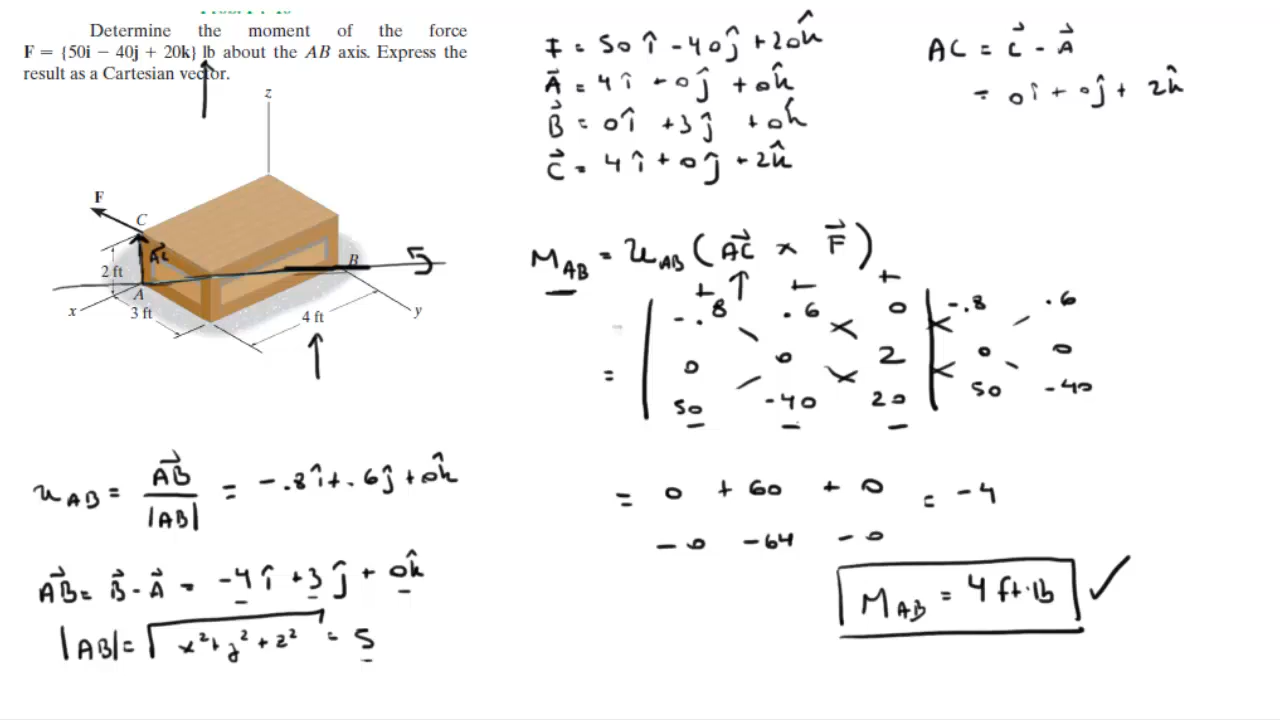 Determine the moment of the force
F = {50i − 40j + 20k} lb about the AB axis. Express the
result as a Cartesian vector.
z
F
C
AC
B
2 ft
A
x
3 ft
4 ft
y
F = 50 î - 40 ĵ + 20 k̂
A⃗ = 4 î + 0 ĵ + 0 k̂
B⃗ = 0 î + 3 ĵ + 0 k̂
C⃗ = 4 î + 0 ĵ + 2 k̂
AC = C⃗ - A⃗
= 0 î + 0 ĵ + 2 k̂
M_AB = u_AB ( AC⃗ × F⃗ )
+ + +
-.8 .6 0 -.8 .6
= 0 0 2 0 0
50 -40 20 50 -40
= 0 + 60 + 0 = -4
- 0 - 64 - 0
M_AB = 4 ft·lb ✓
u_AB = AB⃗ / |AB| = -.8 î + .6 ĵ + 0 k̂
AB⃗ = B⃗ - A⃗ = -4 î + 3 ĵ + 0 k̂
|AB| = √(x² + y² + z²) = 5